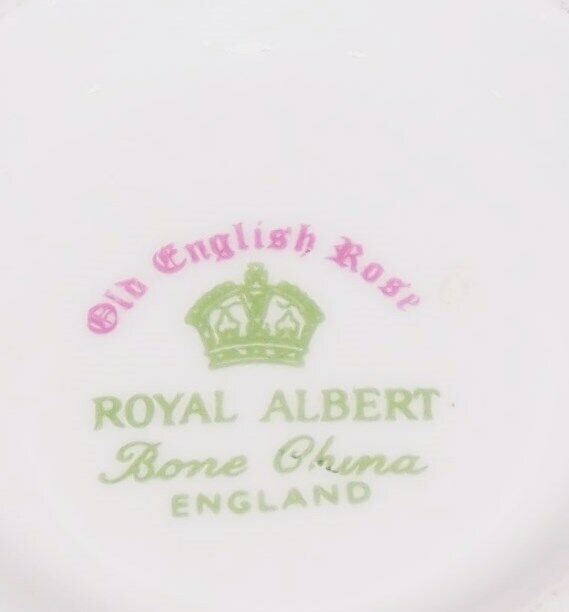 Old English Rose
ROYAL ALBERT
Bone China
ENGLAND